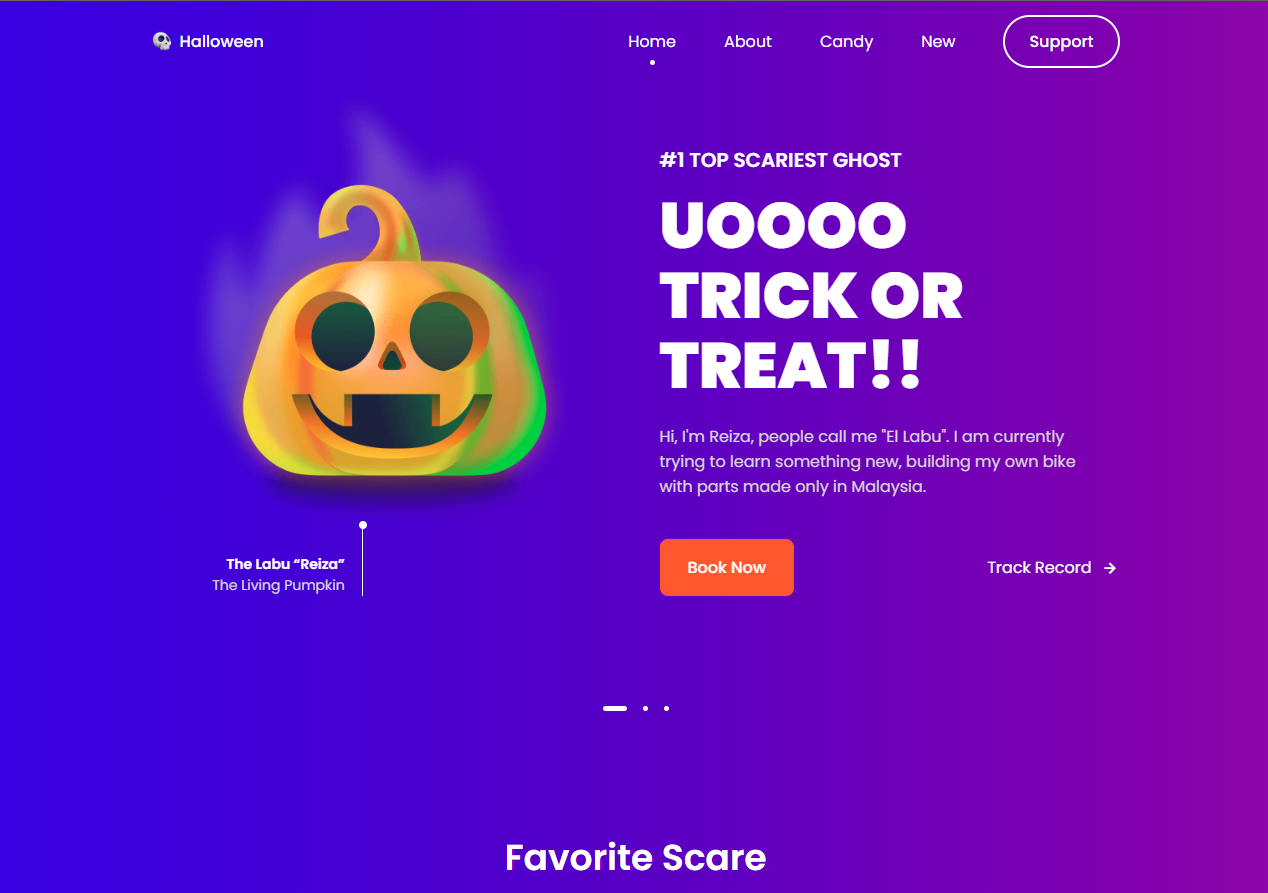 Halloween
Home About Candy New Support
#1 TOP SCARIEST GHOST
UOOOO
TRICK OR
TREAT!!
Hi, I'm Reiza, people call me "El Labu". I am currently
trying to learn something new, building my own bike
with parts made only in Malaysia.
Book Now
Track Record →
The Labu “Reiza”
The Living Pumpkin
Favorite Scare